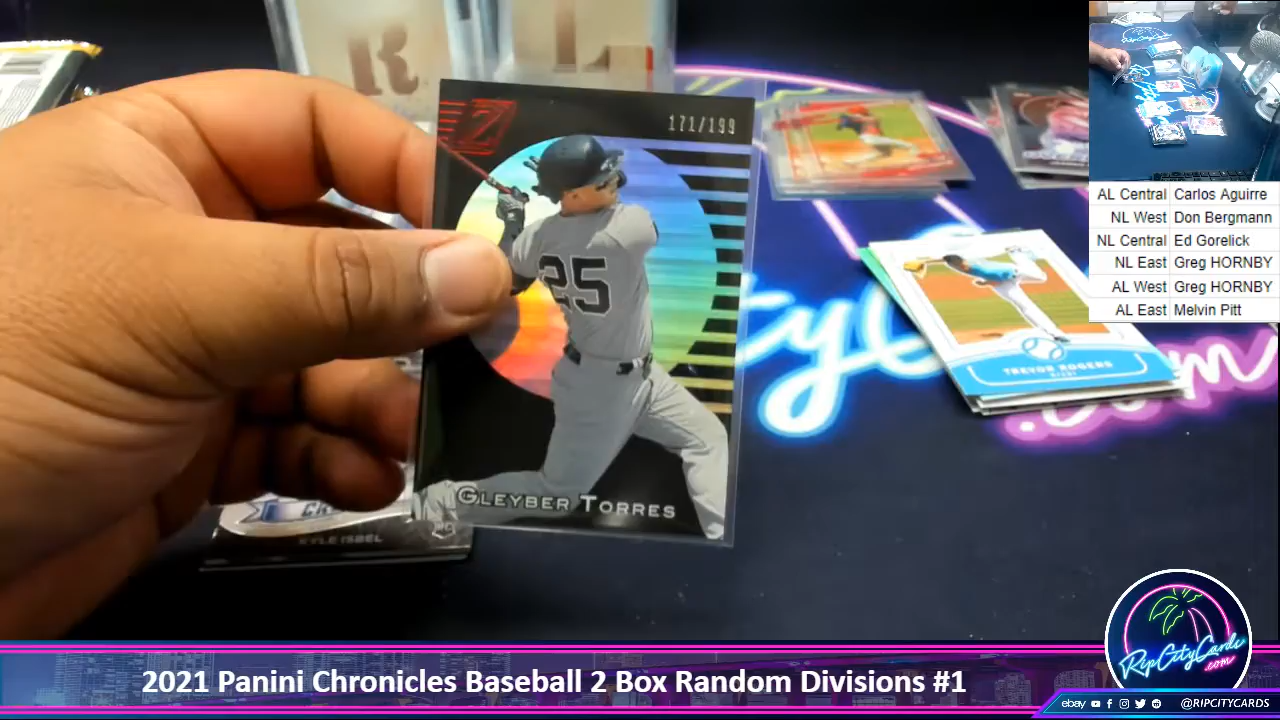 Z
171/199
25
GLEYBER TORRES
TREVOR ROGERS
KYLE ISBEL
AL Central Carlos Aguirre
NL West Don Bergmann
NL Central Ed Gorelick
NL East Greg HORNBY
AL West Greg HORNBY
AL East Melvin Pitt
.com
RipCityCards
.com
2021 Panini Chronicles Baseball 2 Box Random Divisions #1
ebay @RIPCITYCARDS